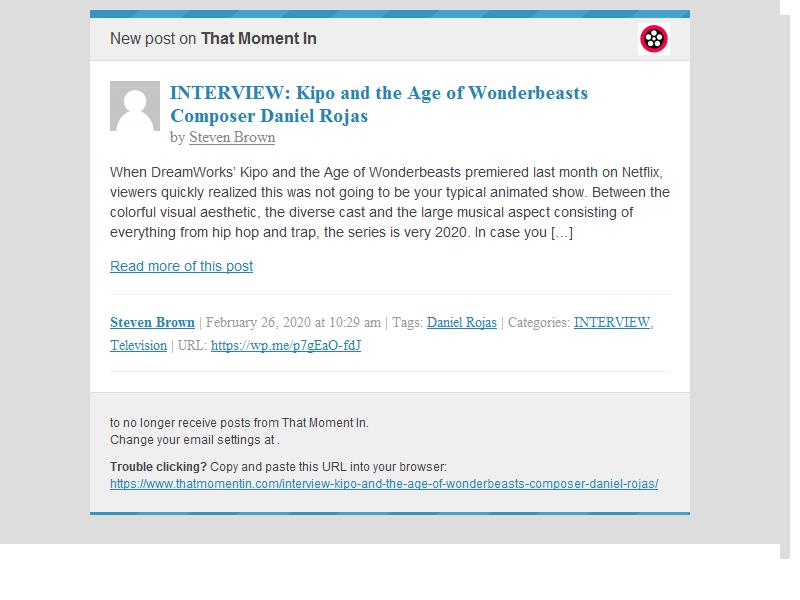 New post on That Moment In
INTERVIEW: Kipo and the Age of Wonderbeasts
Composer Daniel Rojas
by Steven Brown
When DreamWorks’ Kipo and the Age of Wonderbeasts premiered last month on Netflix,
viewers quickly realized this was not going to be your typical animated show. Between the
colorful visual aesthetic, the diverse cast and the large musical aspect consisting of
everything from hip hop and trap, the series is very 2020. In case you […]
Read more of this post
Steven Brown | February 26, 2020 at 10:29 am | Tags: Daniel Rojas | Categories: INTERVIEW,
Television | URL: https://wp.me/p7gEaO-fdJ
to no longer receive posts from That Moment In.
Change your email settings at .
Trouble clicking? Copy and paste this URL into your browser:
https://www.thatmomentin.com/interview-kipo-and-the-age-of-wonderbeasts-composer-daniel-rojas/